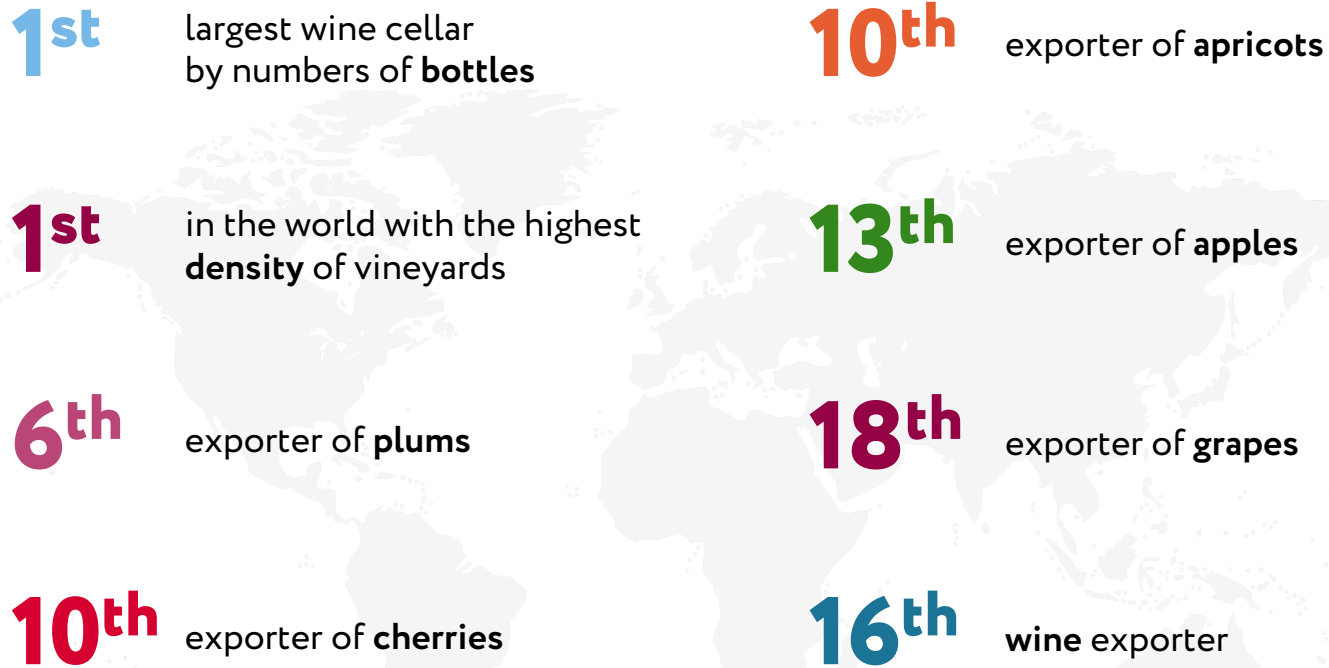 1st
largest wine cellar
by numbers of bottles
1st
in the world with the highest
density of vineyards
6th
exporter of plums
10th
exporter of cherries
10th
exporter of apricots
13th
exporter of apples
18th
exporter of grapes
16th
wine exporter